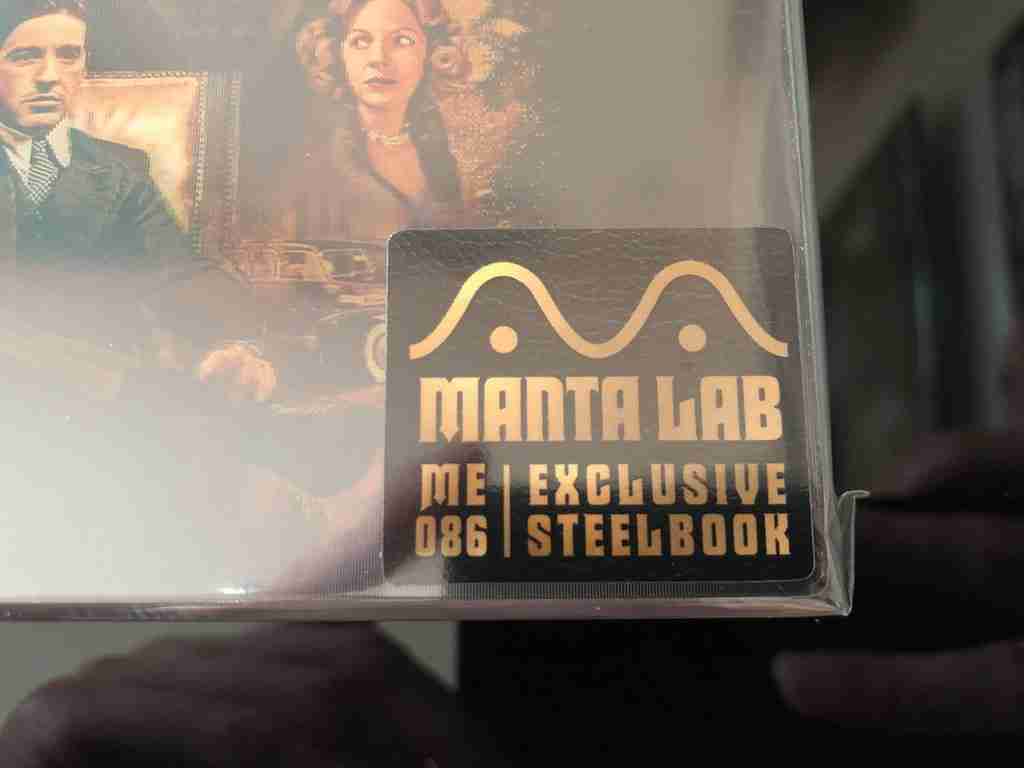 MANTA LAB
ME | EXCLUSIVE
086 | STEELBOOK